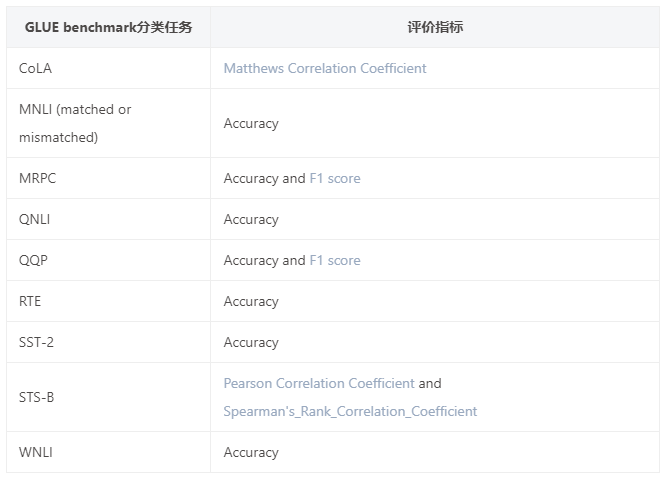 GLUE benchmark分类任务 评价指标
CoLA Matthews Correlation Coefficient
MNLI (matched or
mismatched) Accuracy
MRPC Accuracy and F1 score
QNLI Accuracy
QQP Accuracy and F1 score
RTE Accuracy
SST-2 Accuracy
STS-B Pearson Correlation Coefficient and
Spearman's_Rank_Correlation_Coefficient
WNLI Accuracy